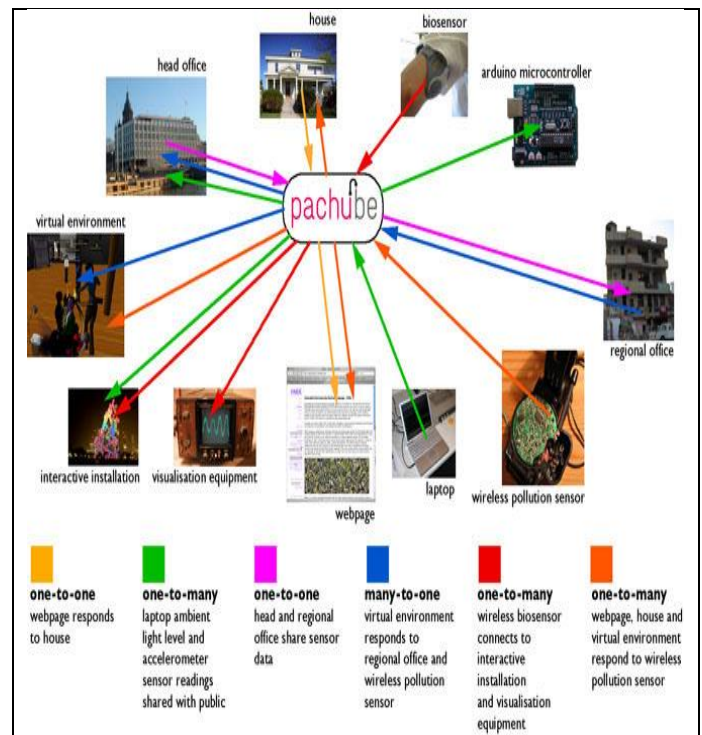 house
biosensor
head office
arduino microcontroller
pachube
virtual environment
regional office
interactive installation
visualisation equipment
webpage
laptop
wireless pollution sensor
one-to-one
webpage responds
to house
one-to-many
laptop ambient
light level and
accelerometer
sensor readings
shared with public
one-to-one
head and regional
office share sensor
data
many-to-one
virtual environment
responds to
regional office and
wireless pollution
sensor
one-to-many
wireless biosensor
connects to
interactive
installation
and visualisation
equipment
one-to-many
webpage, house and
virtual environment
respond to wireless
pollution sensor